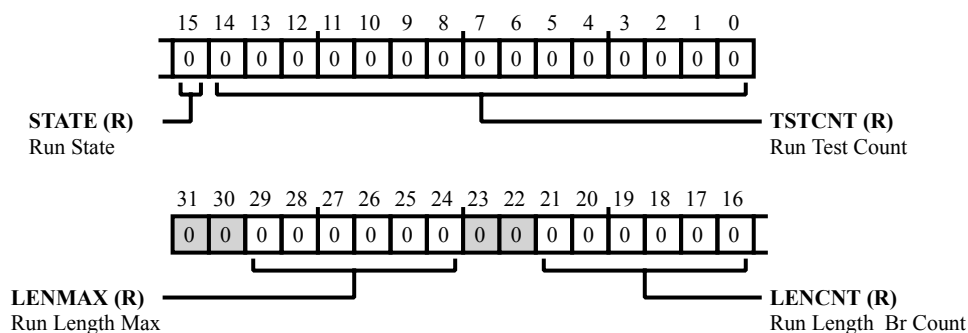 15 14 13 12 11 10 9 8 7 6 5 4 3 2 1 0
0 0 0 0 0 0 0 0 0 0 0 0 0 0 0 0
STATE (R)
Run State
TSTCNT (R)
Run Test Count
31 30 29 28 27 26 25 24 23 22 21 20 19 18 17 16
0 0 0 0 0 0 0 0 0 0 0 0 0 0 0 0
LENMAX (R)
Run Length Max
LENCNT (R)
Run Length Br Count